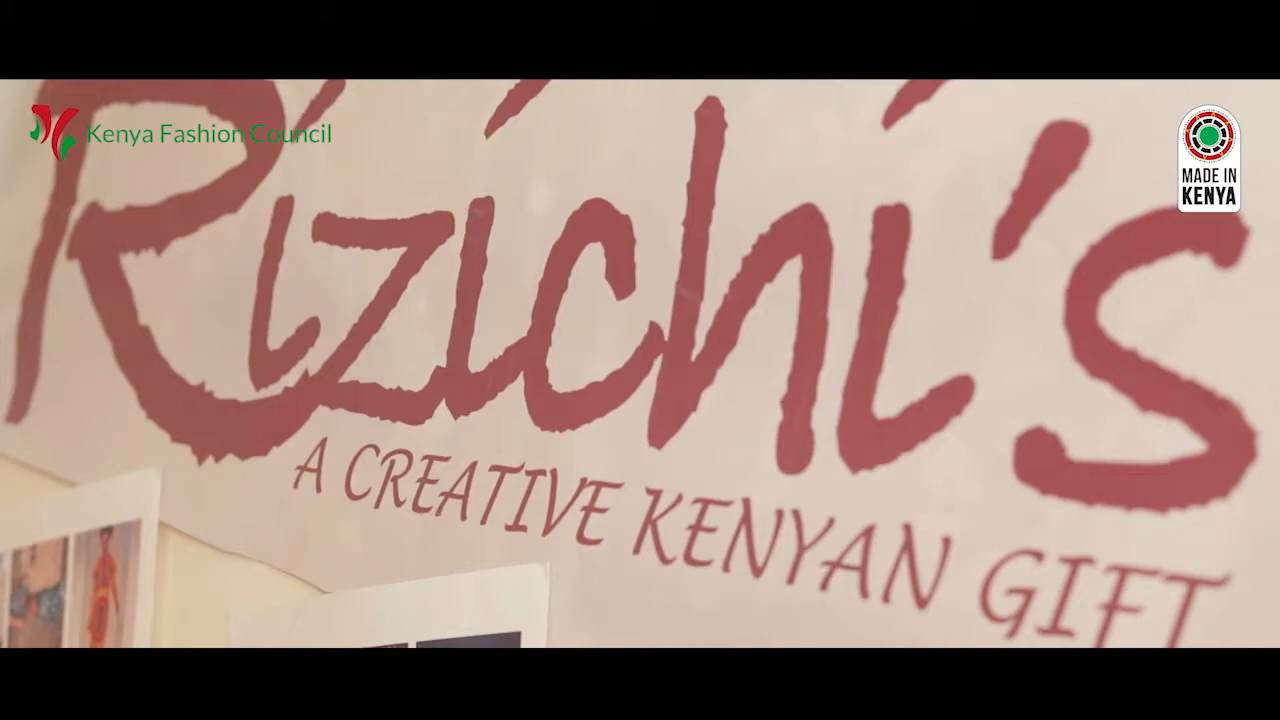 Kenya Fashion Council
MADE IN
KENYA
Rizichi's
A CREATIVE KENYAN GIFT